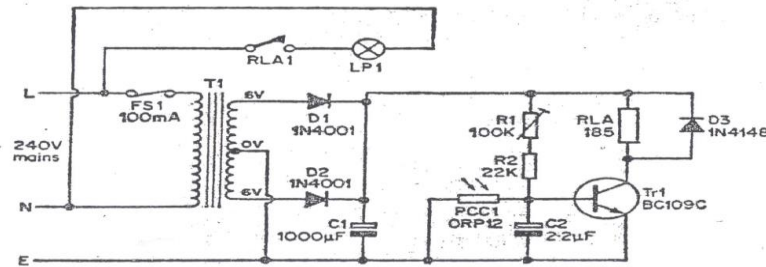 RLA1
LP1
L
FS1
100mA
T1
6V
D1
1N4001
R1
100K
RLA
185
D3
1N4148
240V
mains
0V
D2
1N4001
R2
22K
6V
Tr1
BC109C
N
C1
1000µF
PCC1
ORP12
C2
2·2µF
E